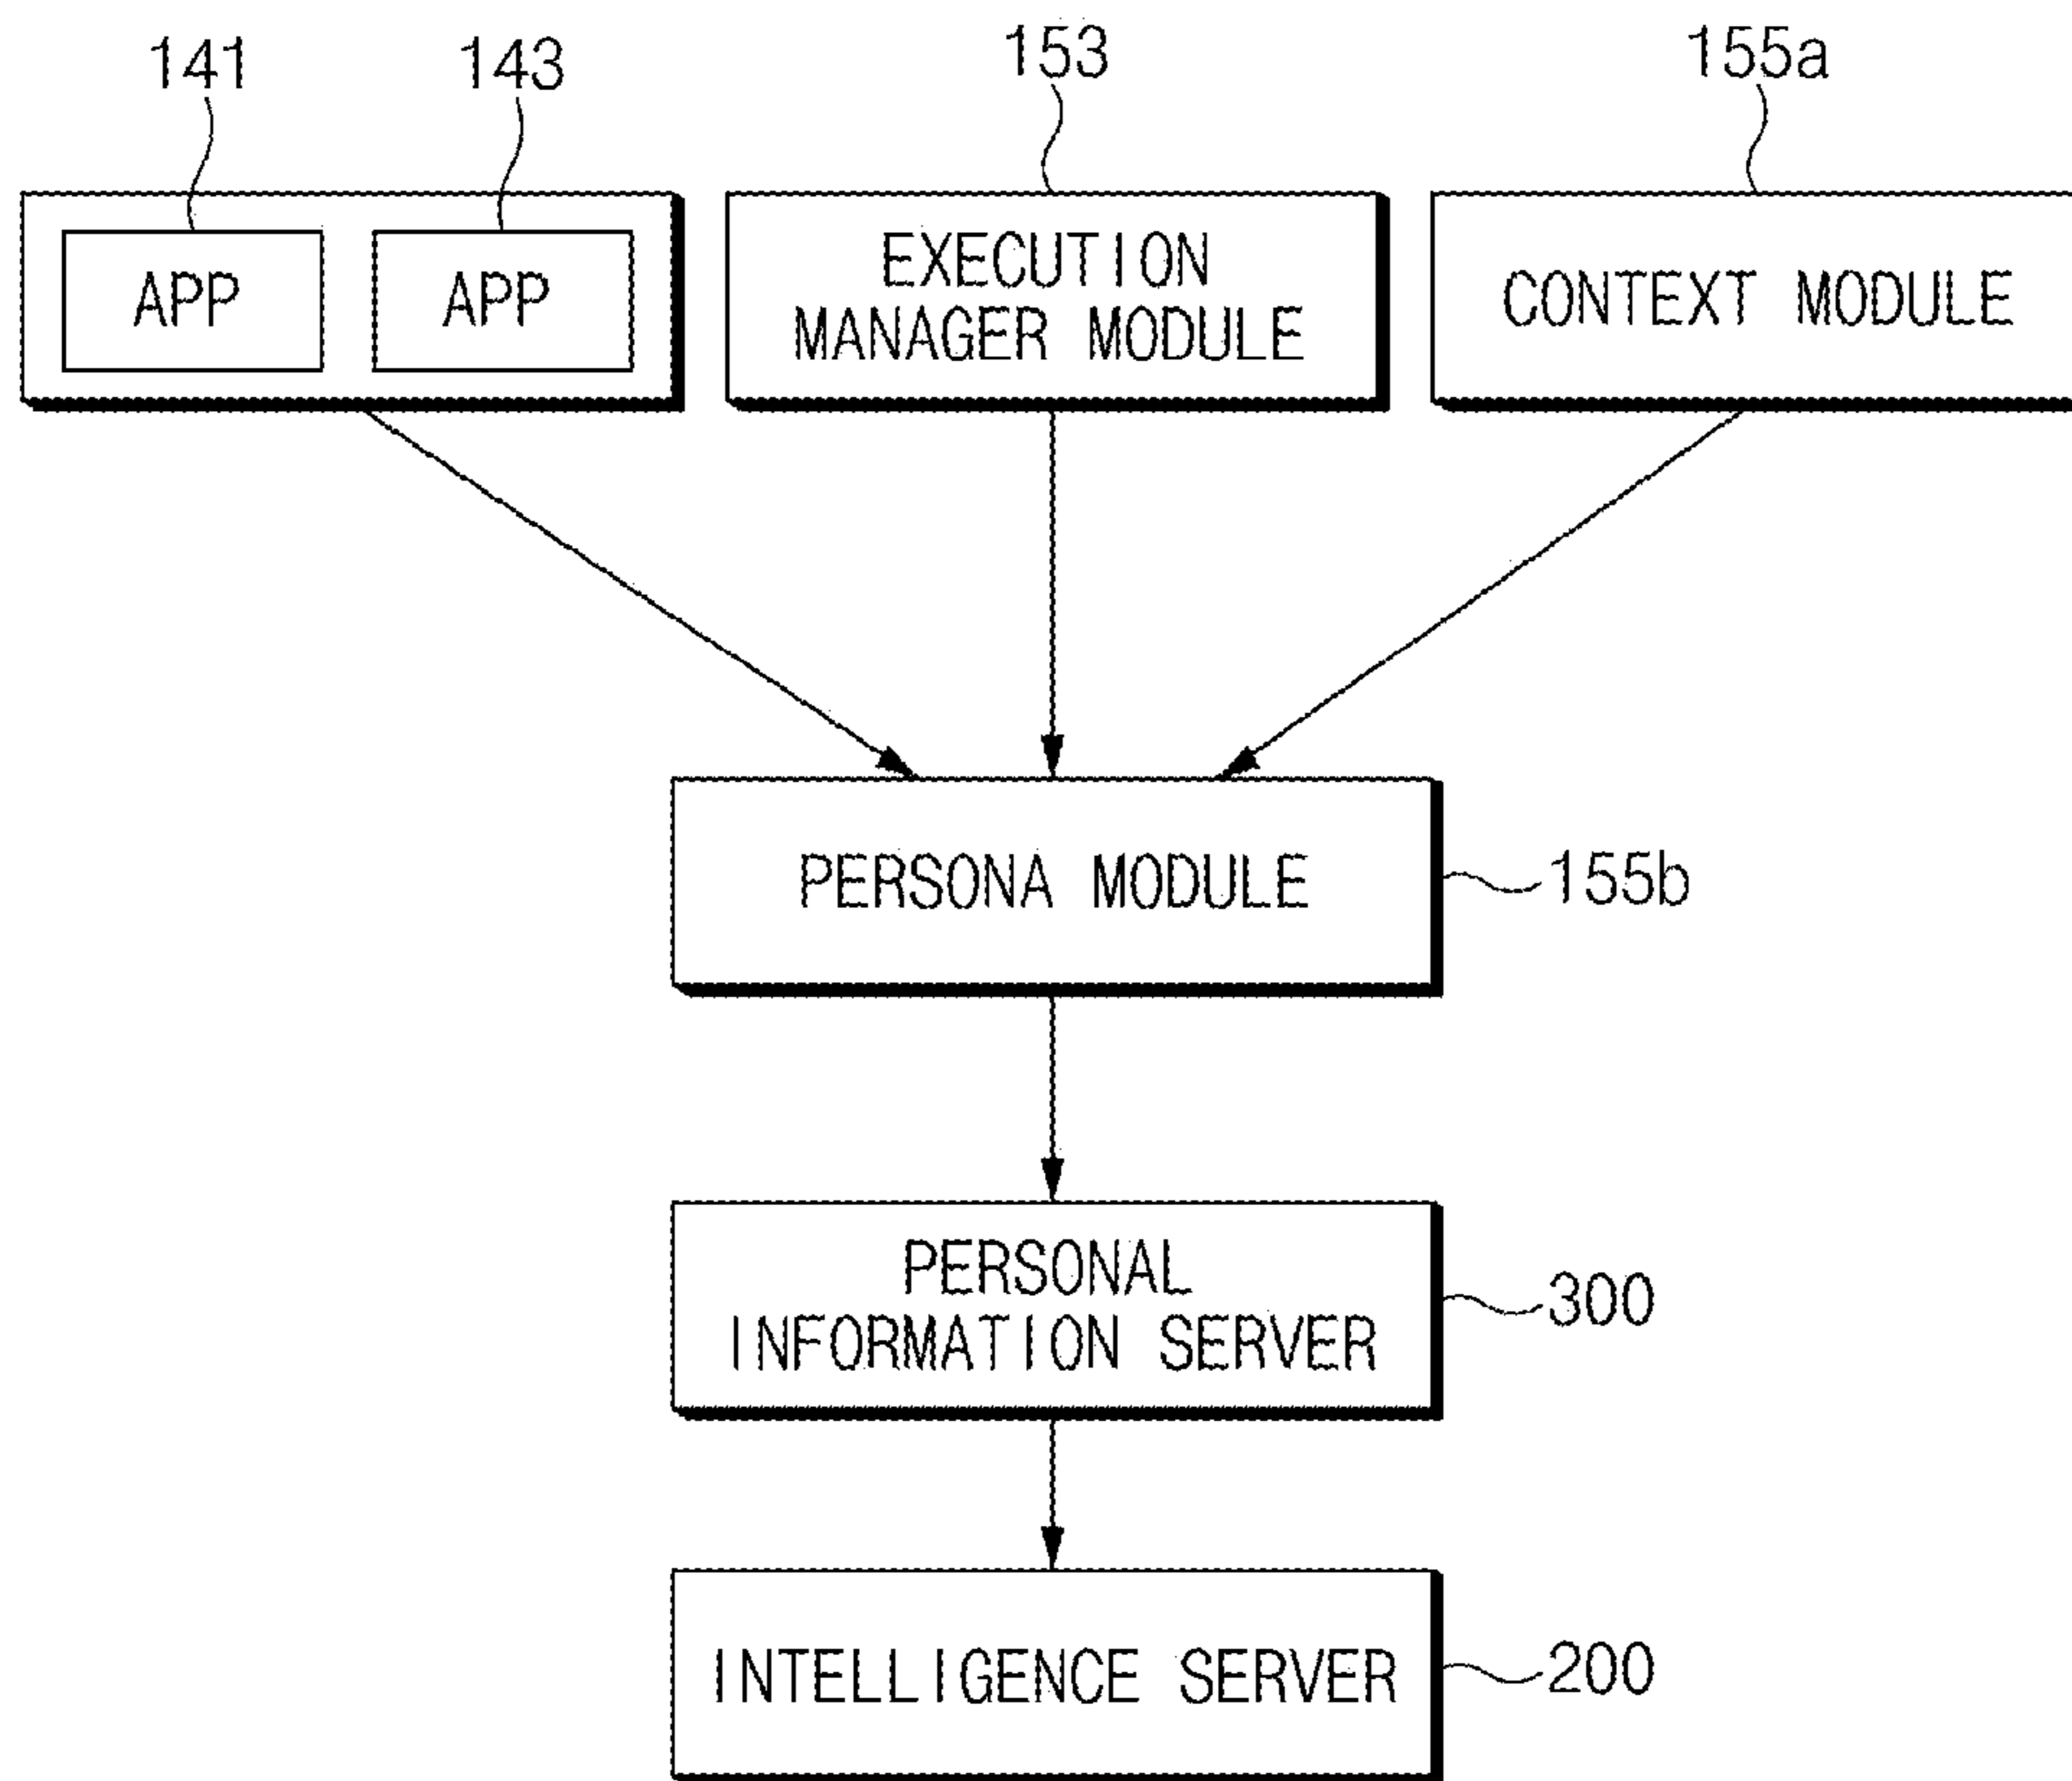 141
143
153
155a
APP
APP
EXECUTION
MANAGER MODULE
CONTEXT MODULE
PERSONA MODULE
155b
PERSONAL
INFORMATION SERVER
300
INTELLIGENCE SERVER
200